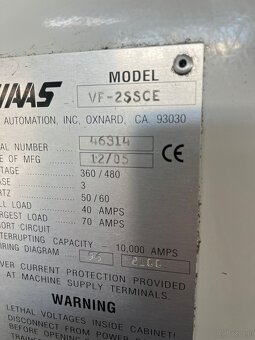 HAAS
MODEL
VF-2SSCE
AUTOMATION, INC, OXNARD, CA. 93030
AL NUMBER 46314
E OF MFG 12/05 CE
TAGE 360/480
ASE 3
RTZ 50/60
LL LOAD 40 AMPS
RGEST LOAD 70 AMPS
ORT CIRCUIT
TERRUPTING CAPACITY - 10,000 AMPS
RING DIAGRAM
VER CURRENT PROTECTION PROVIDED
AT MACHINE SUPPLY TERMINALS.
WARNING
LETHAL VOLTAGES INSIDE CABINET!
DISCONNECT FROM POWER
BEFORE OPENING